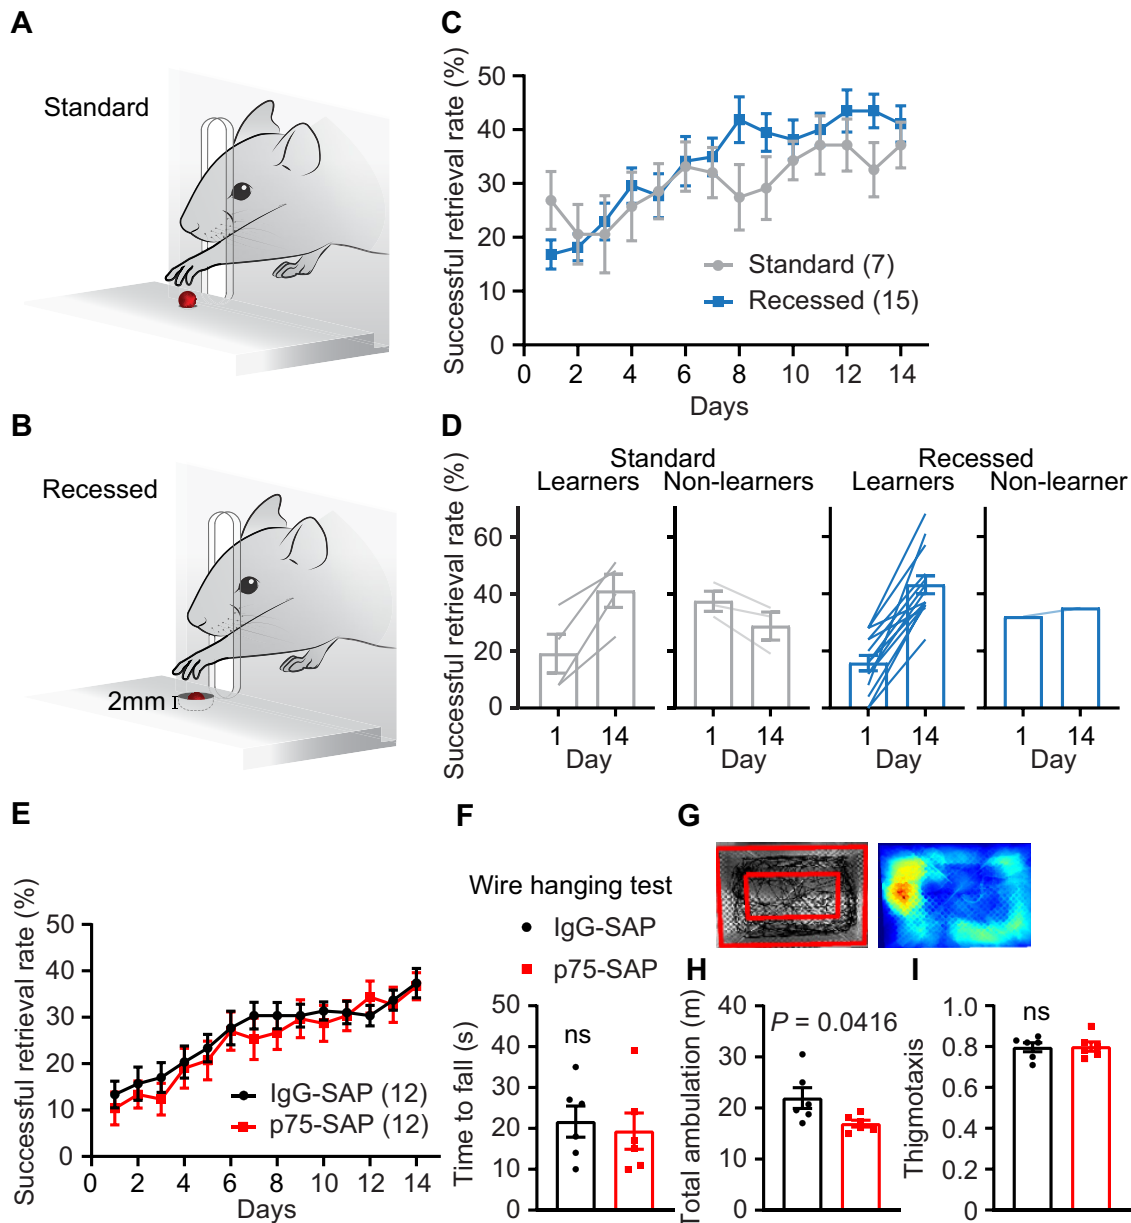 A
Standard
B
Recessed
2mm
C
Successful retrieval rate (%)
50
40
30
20
10
0
Standard (7)
Recessed (15)
0 2 4 6 8 10 12 14
Days
D
Successful retrieval rate (%)
Standard
Recessed
Learners Non-learners Learners Non-learner
60
40
20
0
1 14 1 14 1 14 1 14
Day Day Day Day
E
Successful retrieval rate (%)
50
40
30
20
10
0
IgG-SAP (12)
p75-SAP (12)
0 2 4 6 8 10 12 14
Days
F
Wire hanging test
IgG-SAP
p75-SAP
Time to fall (s)
50
40
30
20
10
0
ns
G
H
Total ambulation (m)
40
30
20
10
0
P = 0.0416
I
Thigmotaxis
1.0
0.8
0.6
0.4
0.2
0
ns